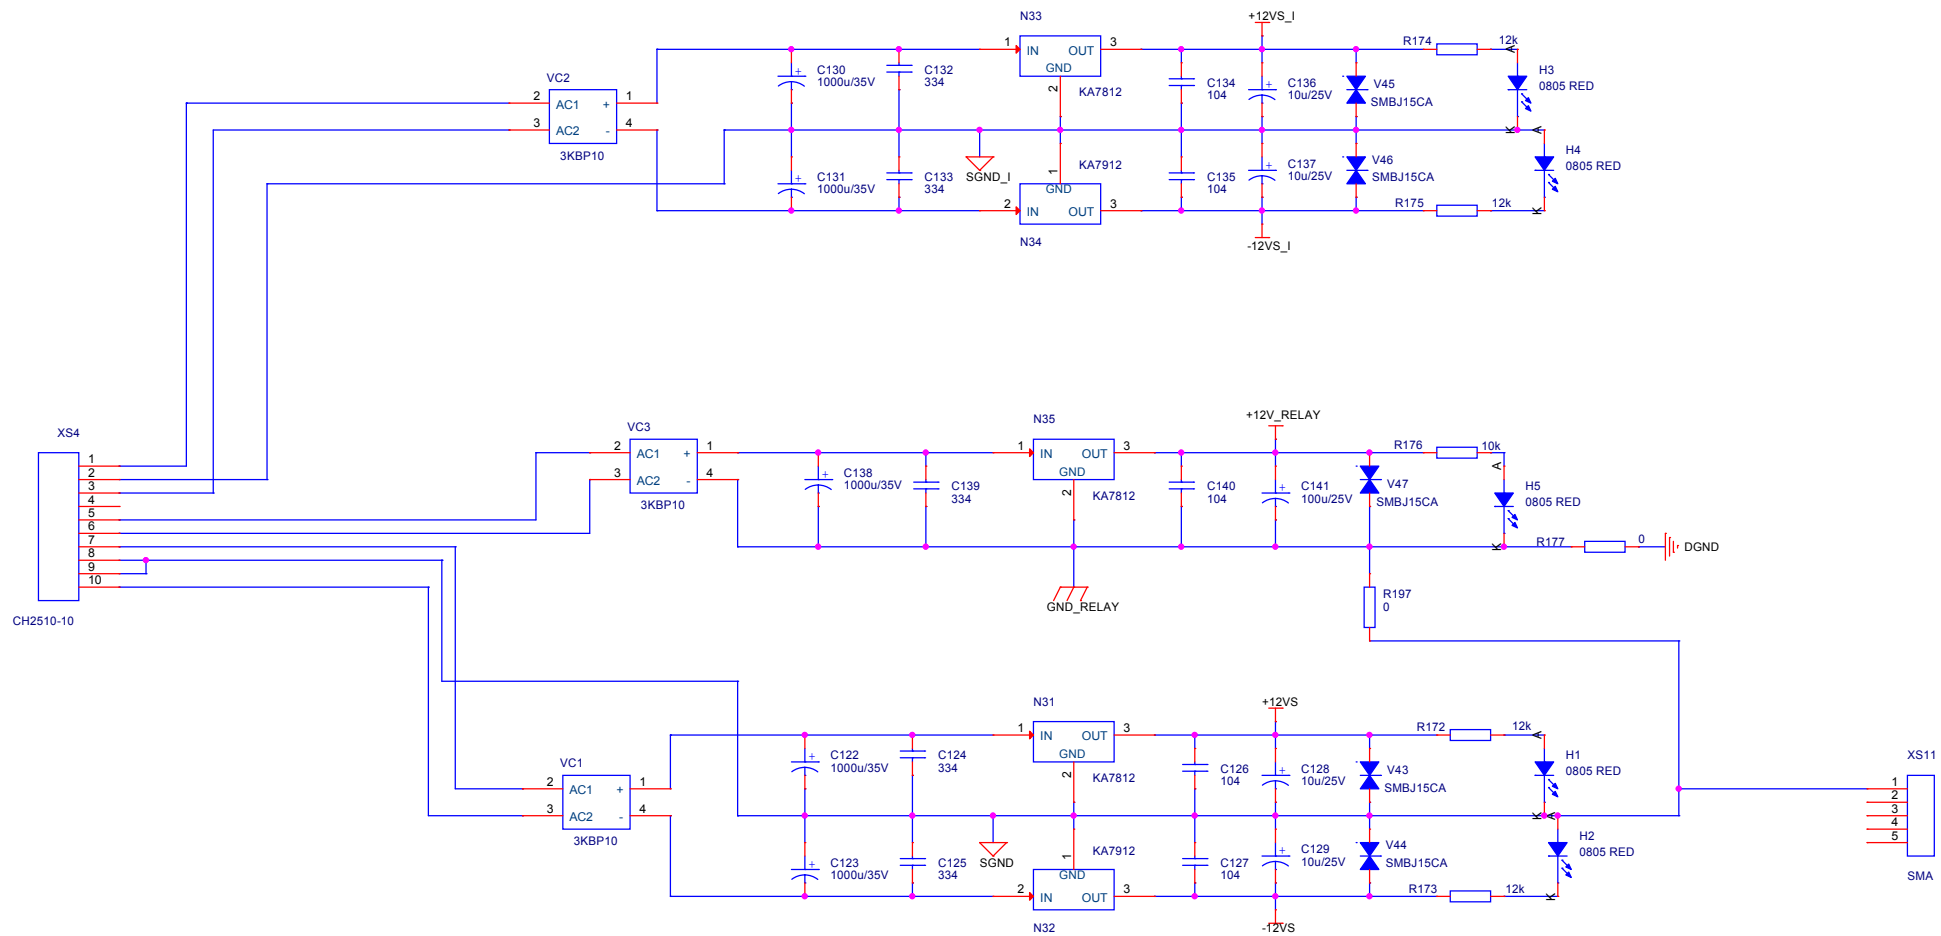 N33
+12VS_I
1 IN OUT 3
GND
2
KA7812
C130
1000u/35V
C132
334
C134
104
C136
10u/25V
V45
SMBJ15CA
R174 12k
A
H3
0805 RED
K
VC2
2 AC1 + 1
3 AC2 - 4
3KBP10
C131
1000u/35V
C133
334
SGND_I
KA7912
1
GND
2 IN OUT 3
N34
C135
104
C137
10u/25V
-12VS_I
V46
SMBJ15CA
R175 12k
A
H4
0805 RED
K
XS4
1
2
3
4
5
6
7
8
9
10
CH2510-10
VC3
2 AC1 + 1
3 AC2 - 4
3KBP10
C138
1000u/35V
C139
334
N35
1 IN OUT 3
GND
2
KA7812
GND_RELAY
+12V_RELAY
C140
104
C141
100u/25V
V47
SMBJ15CA
R176 10k
A
H5
0805 RED
K
R177 0
DGND
R197
0
VC1
2 AC1 + 1
3 AC2 - 4
3KBP10
C122
1000u/35V
C124
334
N31
1 IN OUT 3
GND
2
KA7812
+12VS
C126
104
C128
10u/25V
V43
SMBJ15CA
R172 12k
A
H1
0805 RED
K
C123
1000u/35V
C125
334
SGND
KA7912
1
GND
2 IN OUT 3
N32
C127
104
C129
10u/25V
-12VS
V44
SMBJ15CA
R173 12k
A
H2
0805 RED
K
XS11
1
2
3
4
5
SMA